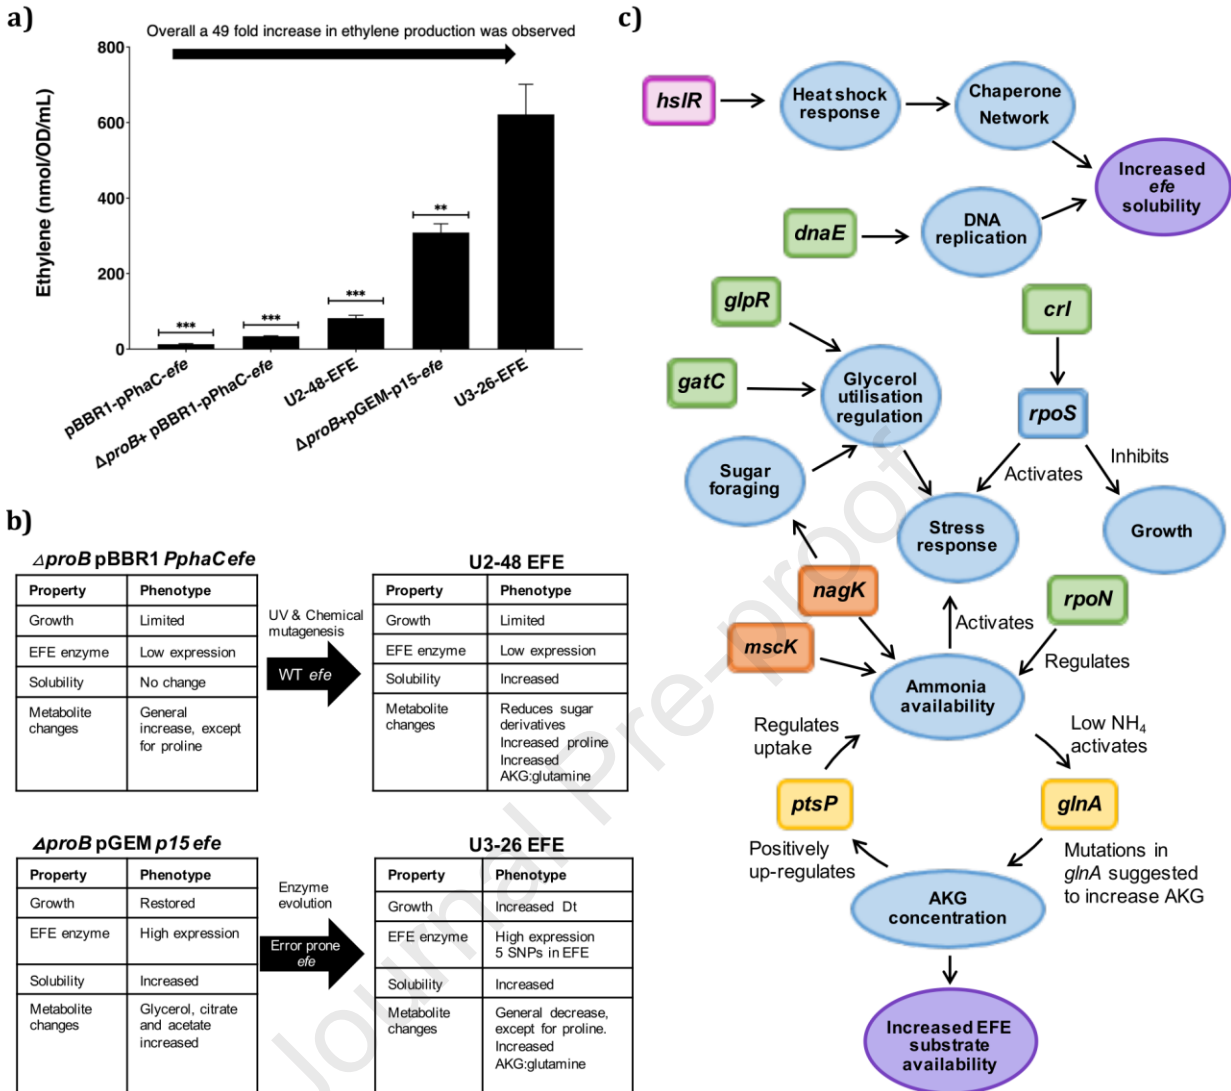 a)
Overall a 49 fold increase in ethylene production was observed
800
600
400
200
0
Ethylene (nmol/OD/mL)
***
***
***
**
pBBR1-pPhaC-efe
ΔproB+ pBBR1-pPhaC-efe
U2-48-EFE
ΔproB+pGEM-p15-efe
U3-26-EFE
b)
ΔproB pBBR1 PphaC efe
Property Phenotype
Growth Limited
EFE enzyme Low expression
Solubility No change
Metabolite changes General increase, except for proline
UV & Chemical
mutagenesis
WT efe
U2-48 EFE
Property Phenotype
Growth Limited
EFE enzyme Low expression
Solubility Increased
Metabolite changes Reduces sugar derivatives
Increased proline
Increased AKG:glutamine
ΔproB pGEM p15 efe
Property Phenotype
Growth Restored
EFE enzyme High expression
Solubility Increased
Metabolite changes Glycerol, citrate and acetate increased
Enzyme
evolution
Error prone
efe
U3-26 EFE
Property Phenotype
Growth Increased Dt
EFE enzyme High expression
5 SNPs in EFE
Solubility Increased
Metabolite changes General decrease, except for proline.
Increased AKG:glutamine
c)
hslR
Heat shock
response
Chaperone
Network
Increased
efe
solubility
dnaE
DNA
replication
glpR
crl
gatC
Glycerol
utilisation
regulation
rpoS
Sugar
foraging
Activates
Inhibits
Stress
response
Growth
nagK
rpoN
mscK
Activates
Regulates
Ammonia
availability
Regulates
uptake
Low NH4
activates
ptsP
glnA
Positively
up-regulates
Mutations in
glnA suggested
to increase AKG
AKG
concentration
Increased EFE
substrate
availability
Journal Pre-proof